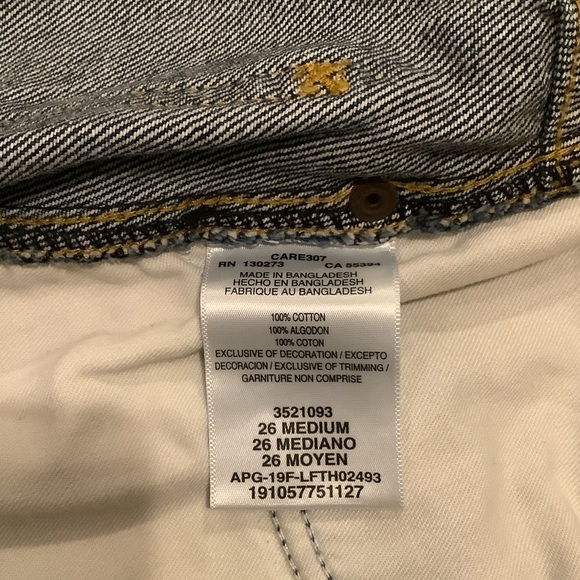 CARE307
RN 130273 CA 55394
MADE IN BANGLADESH
HECHO EN BANGLADESH
FABRIQUE AU BANGLADESH
100% COTTON
100% ALGODON
100% COTON
EXCLUSIVE OF DECORATION / EXCEPTO
DECORACION / EXCLUSIVE OF TRIMMING /
GARNITURE NON COMPRISE
3521093
26 MEDIUM
26 MEDIANO
26 MOYEN
APG-19F-LFTH02493
191057751127